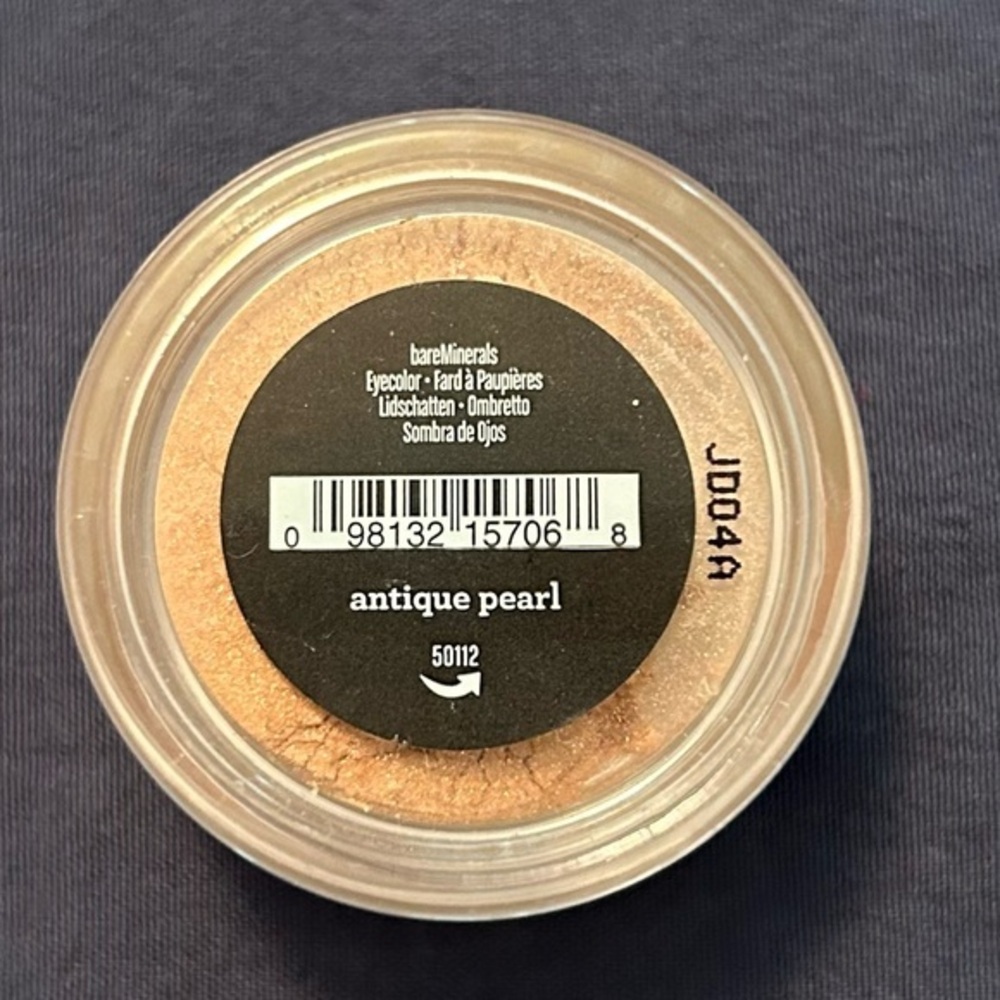 bareMinerals
Eyecolor • Fard à Paupières
Lidschatten • Ombretto
Sombra de Ojos
0 98132 15706 8
antique pearl
50112
JD04A